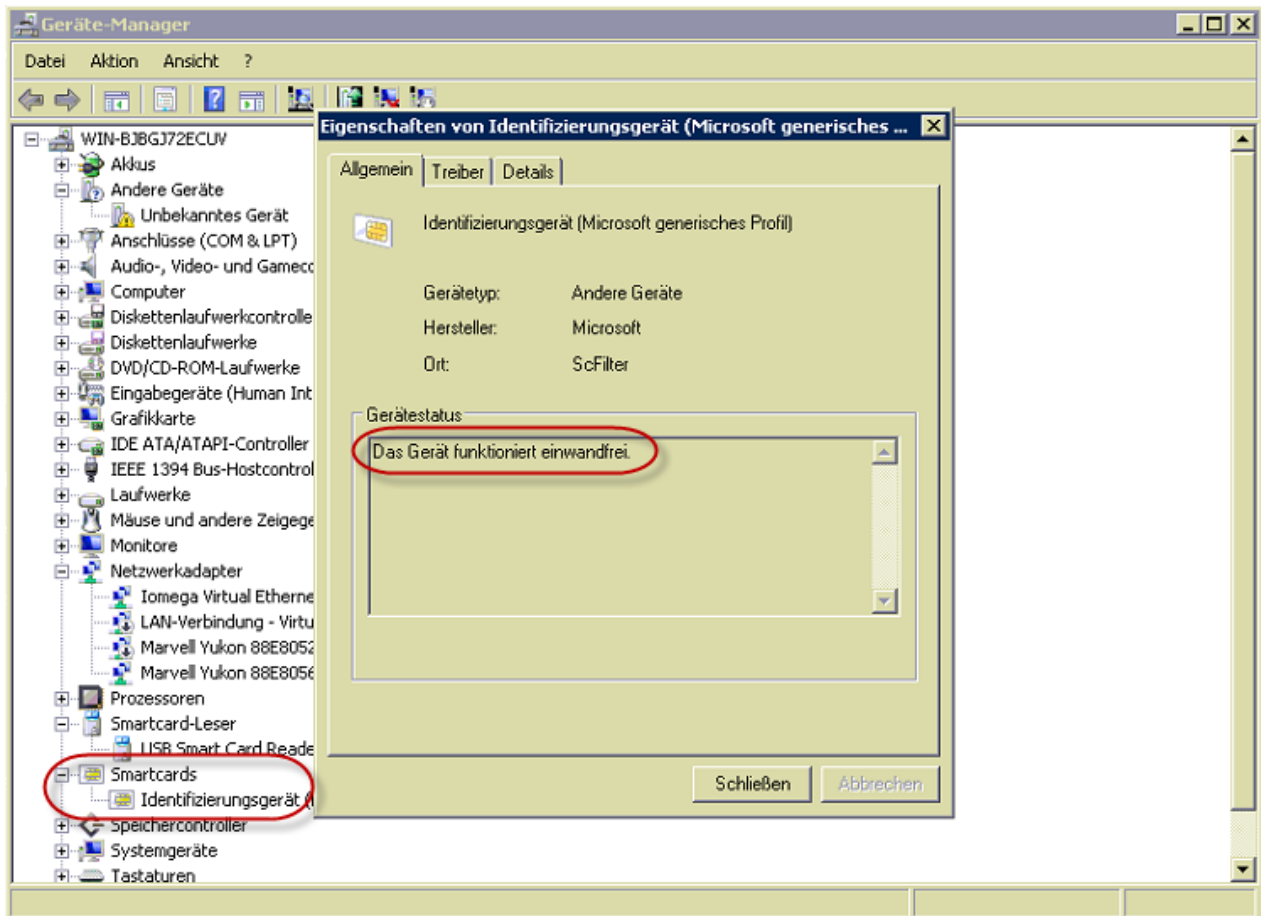 Geräte-Manager
Datei Aktion Ansicht ?
WIN-BJBGJ72ECUV
Akkus
Andere Geräte
Unbekanntes Gerät
Anschlüsse (COM & LPT)
Audio-, Video- und Gameco
Computer
Diskettenlaufwerkcontrolle
Diskettenlaufwerke
DVD/CD-ROM-Laufwerke
Eingabegeräte (Human Int
Grafikkarte
IDE ATA/ATAPI-Controller
IEEE 1394 Bus-Hostcontrol
Laufwerke
Mäuse und andere Zeigege
Monitore
Netzwerkadapter
Iomega Virtual Etherne
LAN-Verbindung - Virtu
Marvell Yukon 88E8052
Marvell Yukon 88E8056
Prozessoren
Smartcard-Leser
USB Smart Card Reade
Smartcards
Identifizierungsgerät (
Speichercontroller
Systemgeräte
Tastaturen
Eigenschaften von Identifizierungsgerät (Microsoft generisches ...
Allgemein Treiber Details
Identifizierungsgerät (Microsoft generisches Profil)
Gerätetyp: Andere Geräte
Hersteller: Microsoft
Ort: ScFilter
Gerätestatus
Das Gerät funktioniert einwandfrei.
Schließen Abbrechen